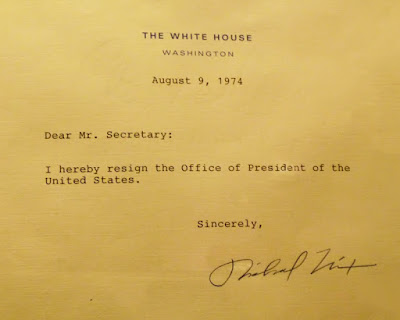 THE WHITE HOUSE
WASHINGTON
August 9, 1974
Dear Mr. Secretary:
I hereby resign the Office of President of the
United States.
Sincerely,